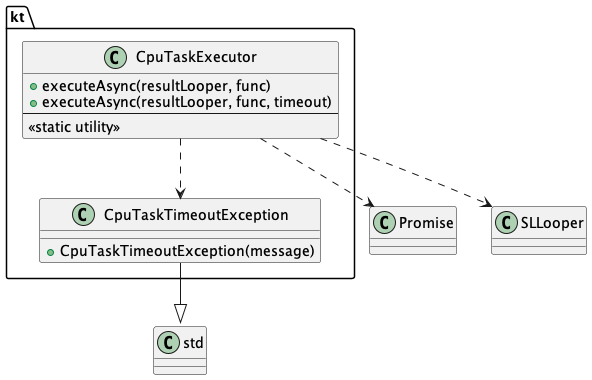 kt
C CpuTaskExecutor
executeAsync(resultLooper, func)
executeAsync(resultLooper, func, timeout)
«static utility»
C CpuTaskTimeoutException
CpuTaskTimeoutException(message)
C Promise
C SLLooper
C std